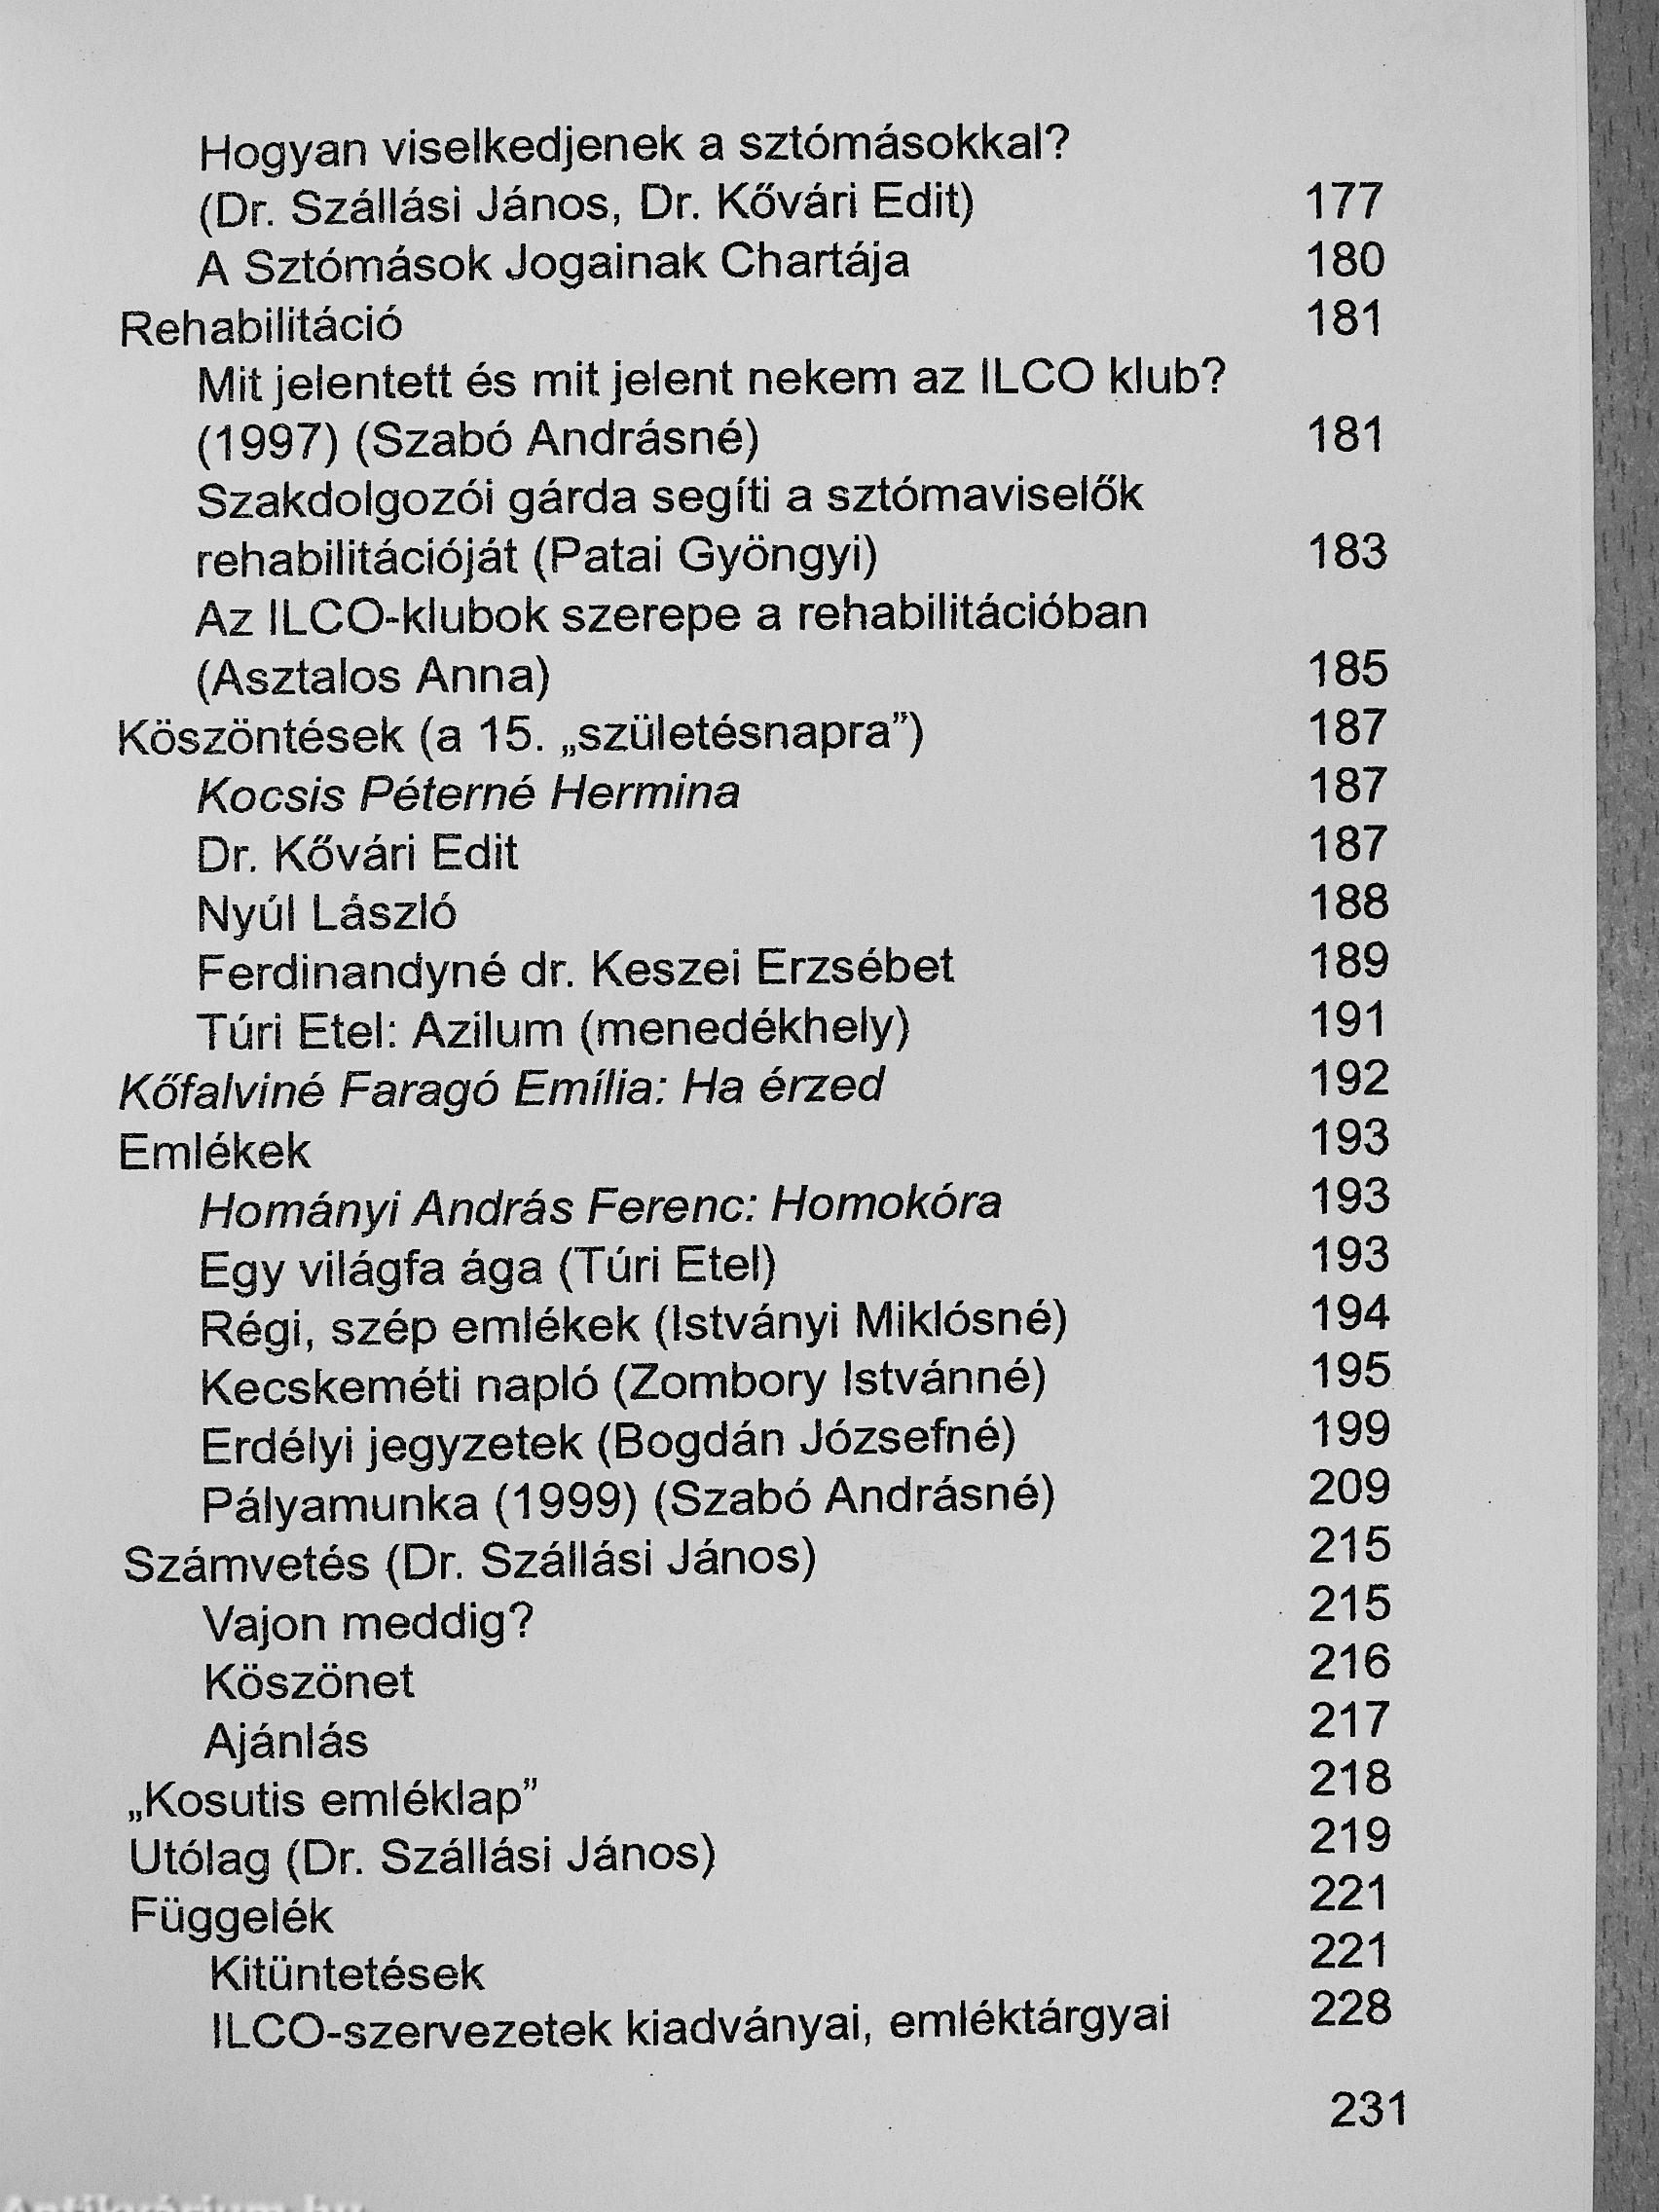 Hogyan viselkedjenek a sztómásokkal?
(Dr. Szállási János, Dr. Kővári Edit) 177
A Sztómások Jogainak Chartája 180
Rehabilitáció 181
Mit jelentett és mit jelent nekem az ILCO klub?
(1997) (Szabó Andrásné) 181
Szakdolgozói gárda segíti a sztómaviselők
rehabilitációját (Patai Gyöngyi) 183
Az ILCO-klubok szerepe a rehabilitációban
(Asztalos Anna) 185
Köszöntések (a 15. „születésnapra”) 187
Kocsis Péterné Hermina 187
Dr. Kővári Edit 187
Nyúl László 188
Ferdinandyné dr. Keszei Erzsébet 189
Túri Etel: Azilum (menedékhely) 191
Kőfalviné Faragó Emília: Ha érzed 192
Emlékek 193
Hományi András Ferenc: Homokóra 193
Egy világfa ága (Túri Etel) 193
Régi, szép emlékek (Istványi Miklósné) 194
Kecskeméti napló (Zombory Istvánné) 195
Erdélyi jegyzetek (Bogdán Józsefné) 199
Pályamunka (1999) (Szabó Andrásné) 209
Számvetés (Dr. Szállási János) 215
Vajon meddig? 215
Köszönet 216
Ajánlás 217
„Kosutis emléklap” 218
Utólag (Dr. Szállási János) 219
Függelék 221
Kitüntetések 221
ILCO-szervezetek kiadványai, emléktárgyai 228
231